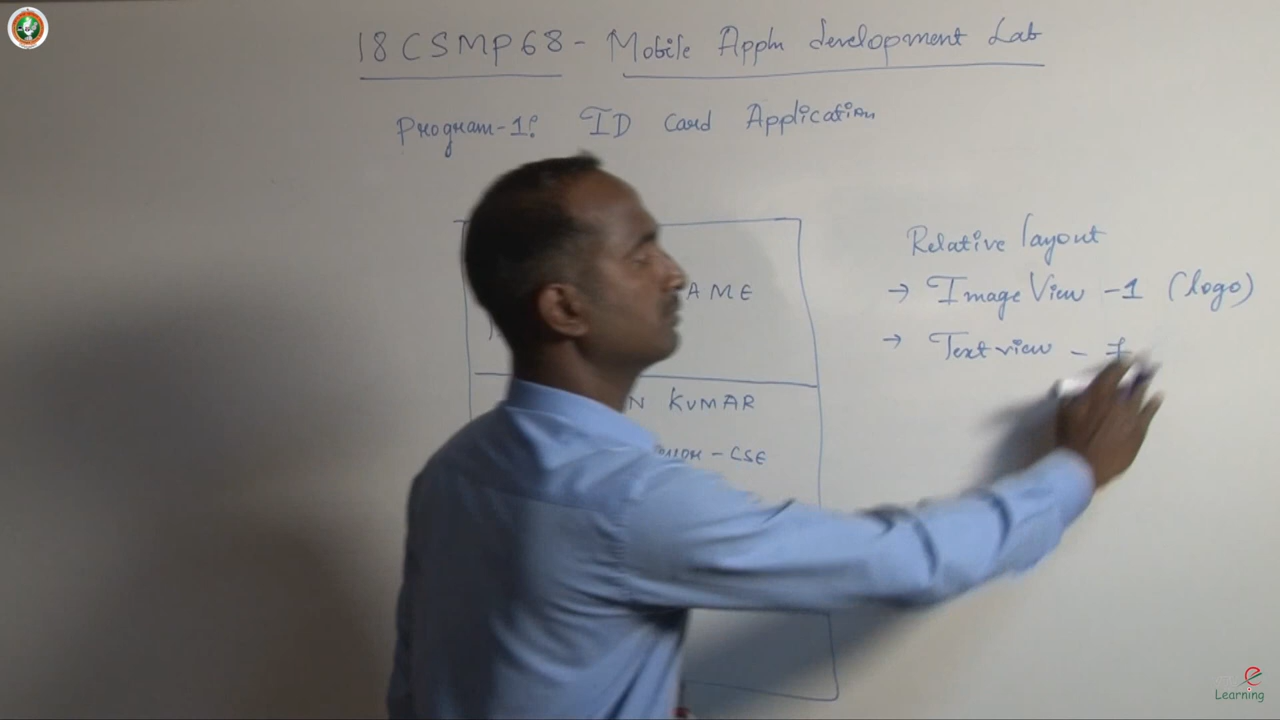 18CSMP68 - Mobile Appln development Lab
Program-1: ID Card Application
AME
N KUMAR
- CSE
Relative layout
→ ImageView -1 (logo)
→ Textview -
e
Learning